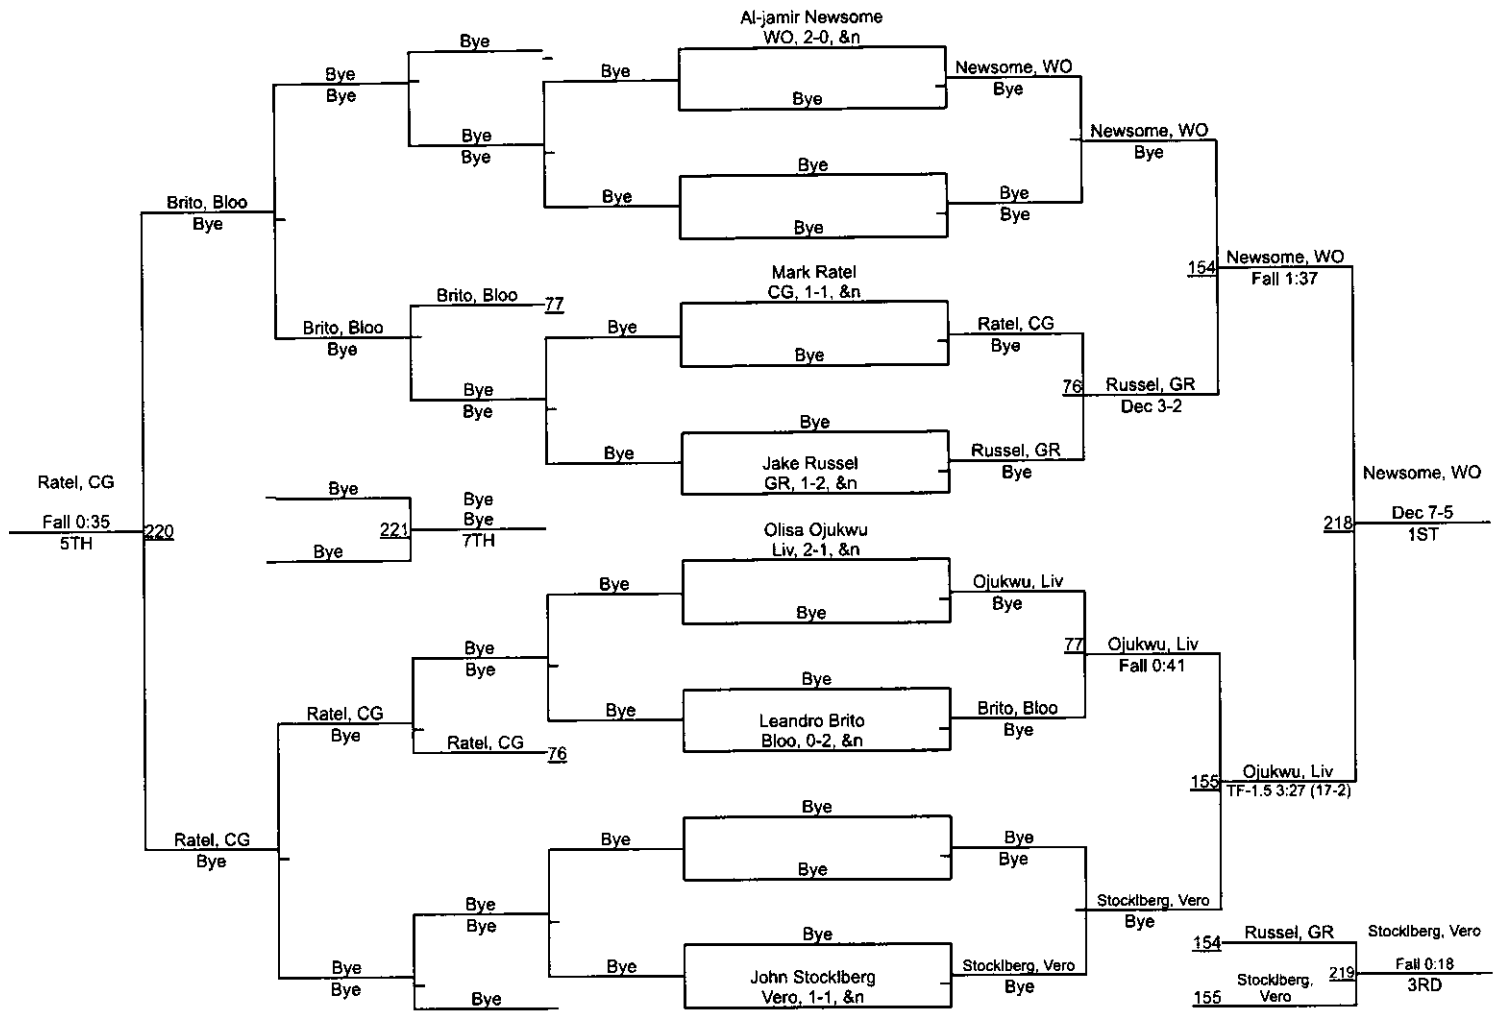 Al-jamir Newsome
WO, 2-0, &n
Bye
Bye
Newsome, WO
Bye
Bye
Bye
Bye
Bye
Newsome, WO
Bye
Bye
Bye
Bye
Bye
Bye
Bye
Bye
Brito, Bloo
Bye
Bye
Newsome, WO
Fall 1:37
154
Mark Ratel
CG, 1-1, &n
Brito, Bloo
77
Brito, Bloo
Bye
Bye
Ratel, CG
Bye
Bye
76
Russel, GR
Dec 3-2
Bye
Bye
Bye
Bye
Jake Russel
GR, 1-2, &n
Russel, GR
Bye
Ratel, CG
Fall 0:35
5TH
220
Bye
Bye
221
Bye
Bye
7TH
Newsome, WO
218
Dec 7-5
1ST
Olisa Ojukwu
Liv, 2-1, &n
Bye
Bye
Ojukwu, Liv
Bye
Bye
Bye
77
Ojukwu, Liv
Fall 0:41
Bye
Bye
Leandro Brito
Bloo, 0-2, &n
Brito, Bloo
Ratel, CG
Bye
Ratel, CG
76
155
Ojukwu, Liv
TF-1.5 3:27 (17-2)
Ratel, CG
Bye
Bye
Bye
Bye
Bye
Bye
Bye
Stocklberg, Vero
Bye
Bye
Bye
John Stocklberg
Vero, 1-1, &n
Stocklberg, Vero
Bye
Bye
Bye
Bye
154
Russel, GR
Stocklberg, Vero
219
Fall 0:18
3RD
155
Stocklberg,
Vero